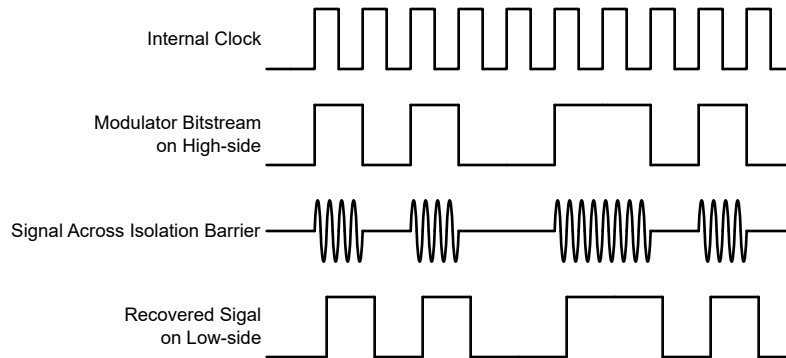 Internal Clock
Modulator Bitstream
on High-side
Signal Across Isolation Barrier
Recovered Sigal
on Low-side